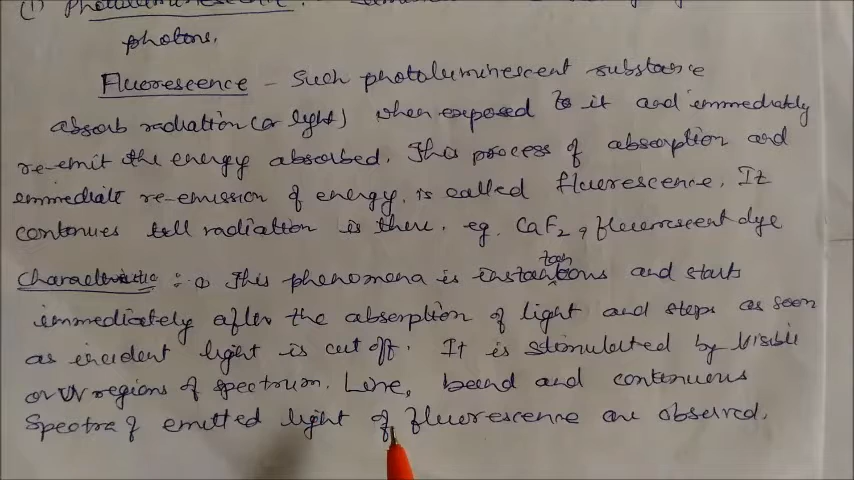 (1) Photoluminescent :
photons.
Fluorescence - Such photoluminescent substance
absorb radiation (or light) when exposed to it and immediately
re-emit the energy absorbed. This process of absorption and
immediate re-emission of energy is called fluorescence. It
continues till radiation is there. eg. CaF2, fluorescent dye
Characteristic :- ① This phenomena is instantaneous and starts
immediately after the absorption of light and stops as soon
as incident light is cut off. It is stimulated by visible
or UV regions of spectrum. Line, band and continuous
Spectra of emitted light of fluorescence are observed.